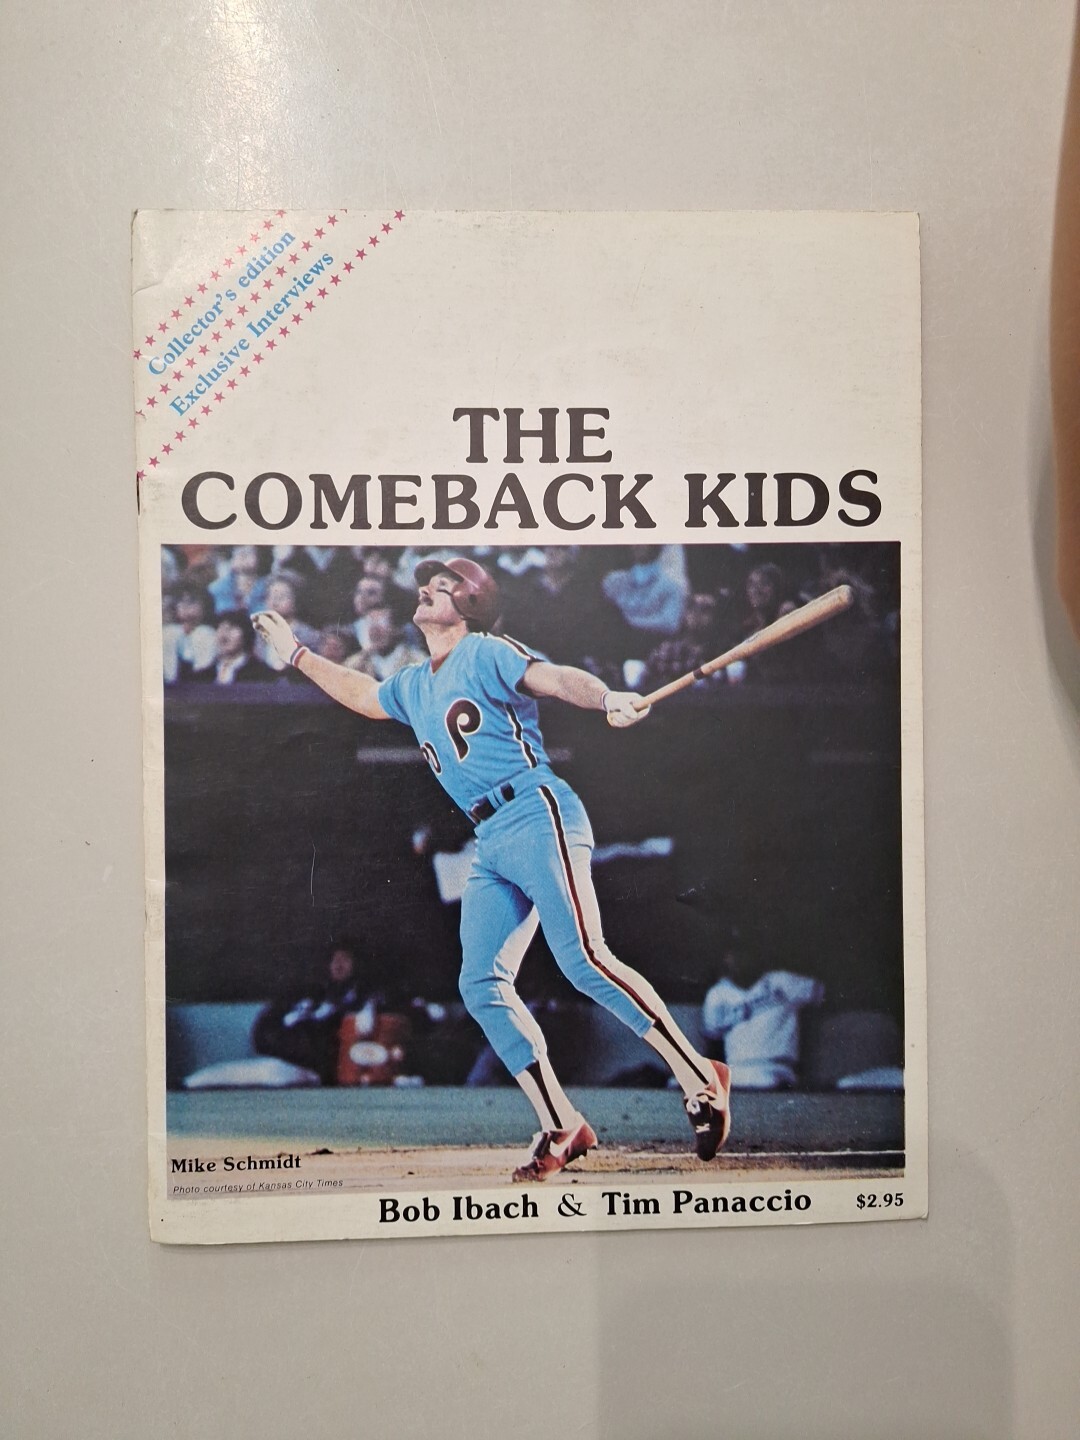 Collector's edition
Exclusive Interviews
THE
COMEBACK KIDS
P
Mike Schmidt
Photo courtesy of Kansas City Times
Bob Ibach & Tim Panaccio
$2.95